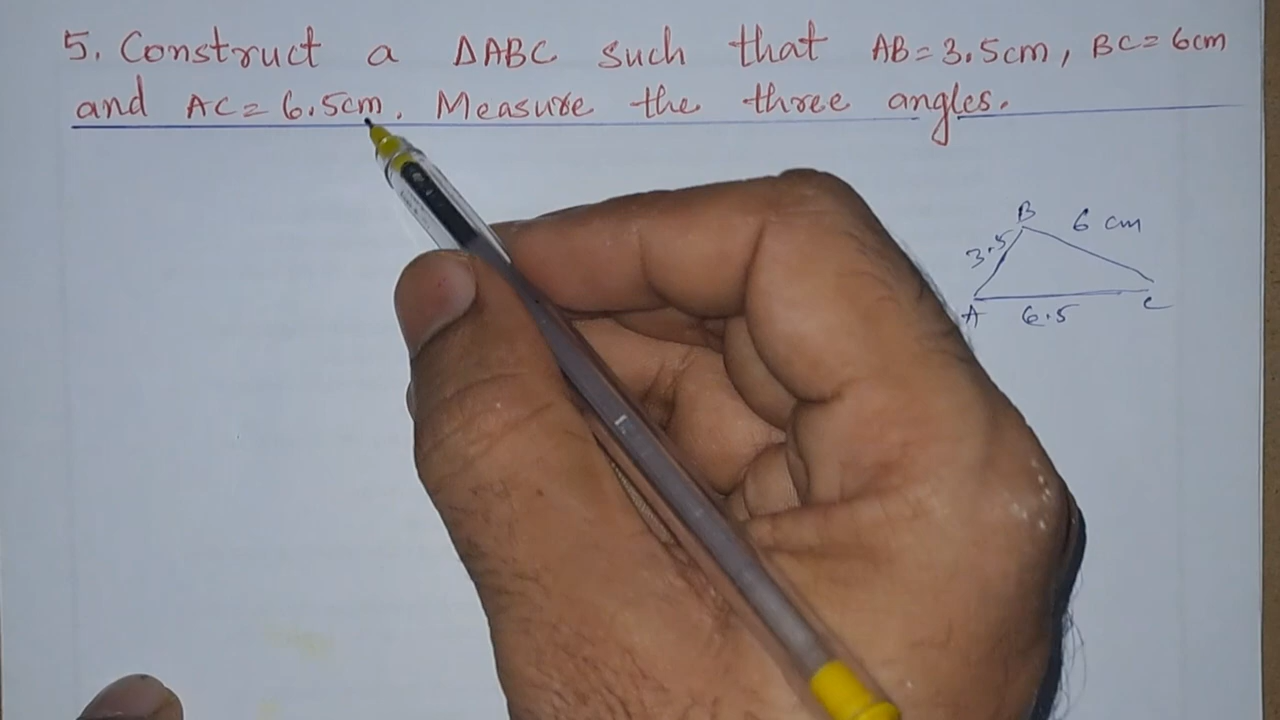 5. Construct a ΔABC such that AB=3.5cm, BC=6cm
and AC=6.5cm. Measure the three angles.
B
3.5 6 cm
A 6.5 C